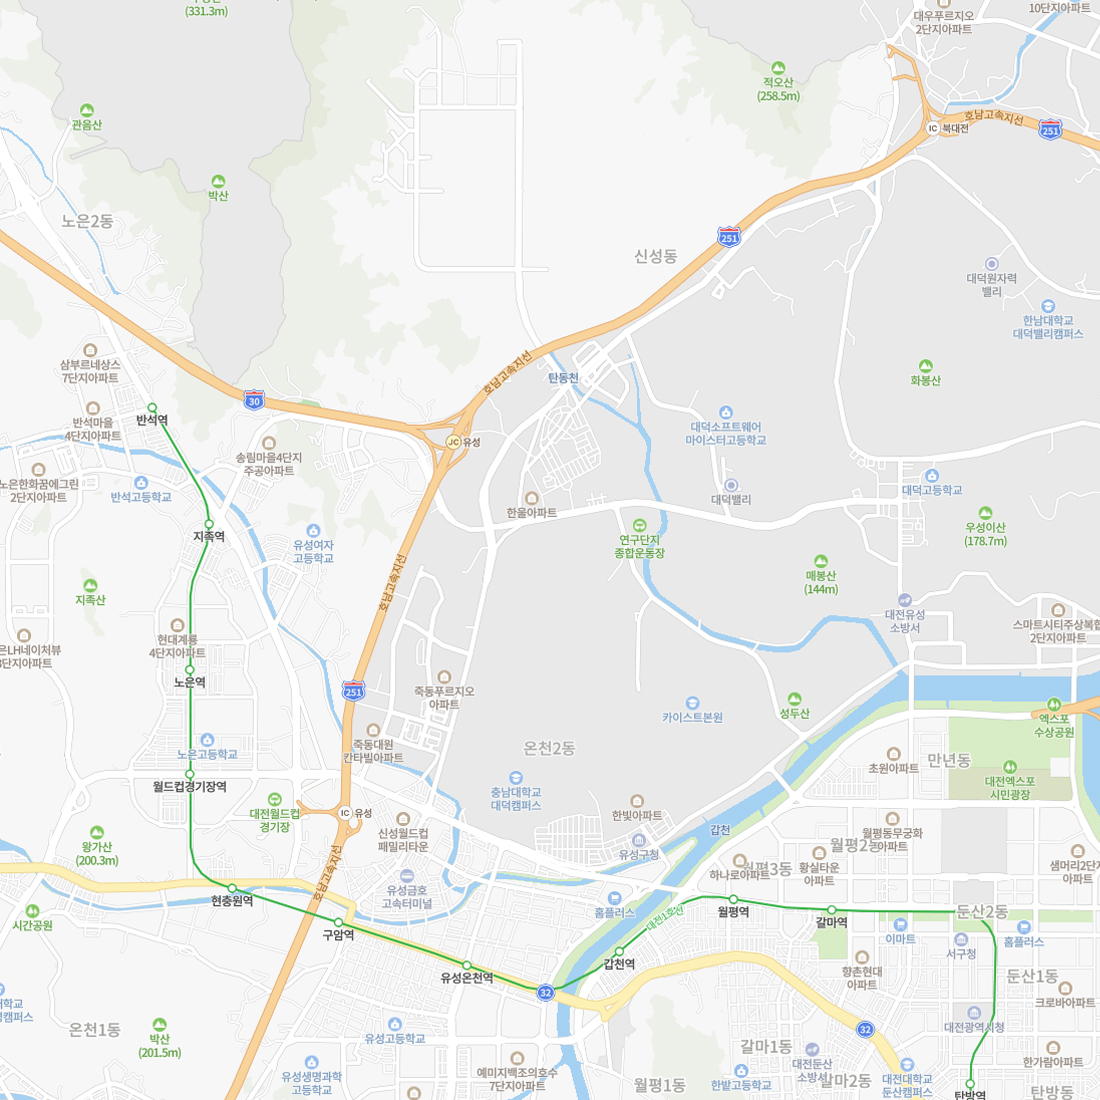 (331.3m)
대우푸르지오
2단지아파트
10단지아파트
적오산
(258.5m)
관음산
호남고속지선
251
IC 북대전
박산
노은2동
251
신성동
대덕원자력
밸리
한남대학교
대덕밸리캠퍼스
삼부르네상스
7단지아파트
호남고속지선
탄동천
화봉산
30
반석역
반석마을
4단지아파트
대덕소프트웨어
마이스터고등학교
JC 유성
송림마을4단지
주공아파트
노은한화꿈에그린
2단지아파트
반석고등학교
대덕밸리
대덕고등학교
한울아파트
지족역
유성여자
고등학교
연구단지
종합운동장
우성이산
(178.7m)
매봉산
(144m)
호남고속지선
지족산
대전유성
소방서
스마트시티주상복합
2단지아파트
현대계룡
4단지아파트
은LH네이처뷰
3단지아파트
노은역
251
죽동푸르지오
아파트
카이스트본원
성두산
엑스포
수상공원
노은고등학교
죽동대원
칸타빌아파트
온천2동
초원아파트
만년동
월드컵경기장역
충남대학교
대덕캠퍼스
대전엑스포
시민광장
대전월드컵
경기장
IC 유성
한빛아파트
신성월드컵
패밀리타운
갑천
월평동무궁화
아파트
월평2동
왕가산
(200.3m)
유성구청
하나로아파트
월평3동
황실타운
아파트
샘머리2단지
아파트
호남고속지선
유성금호
고속터미널
현충원역
홈플러스
대전1호선
월평역
갈마역
둔산2동
시간공원
구암역
이마트
서구청
홈플러스
갑천역
유성온천역
향촌현대
아파트
둔산1동
32
크로바아파트
온천1동
박산
(201.5m)
유성고등학교
대전광역시청
32
갈마1동
대전둔산
소방서
한가람아파트
유성생명과학
고등학교
예미지백조의호수
7단지아파트
월평1동
한밭고등학교
갈마2동
대전대학교
둔산캠퍼스
탄방역
탄방동